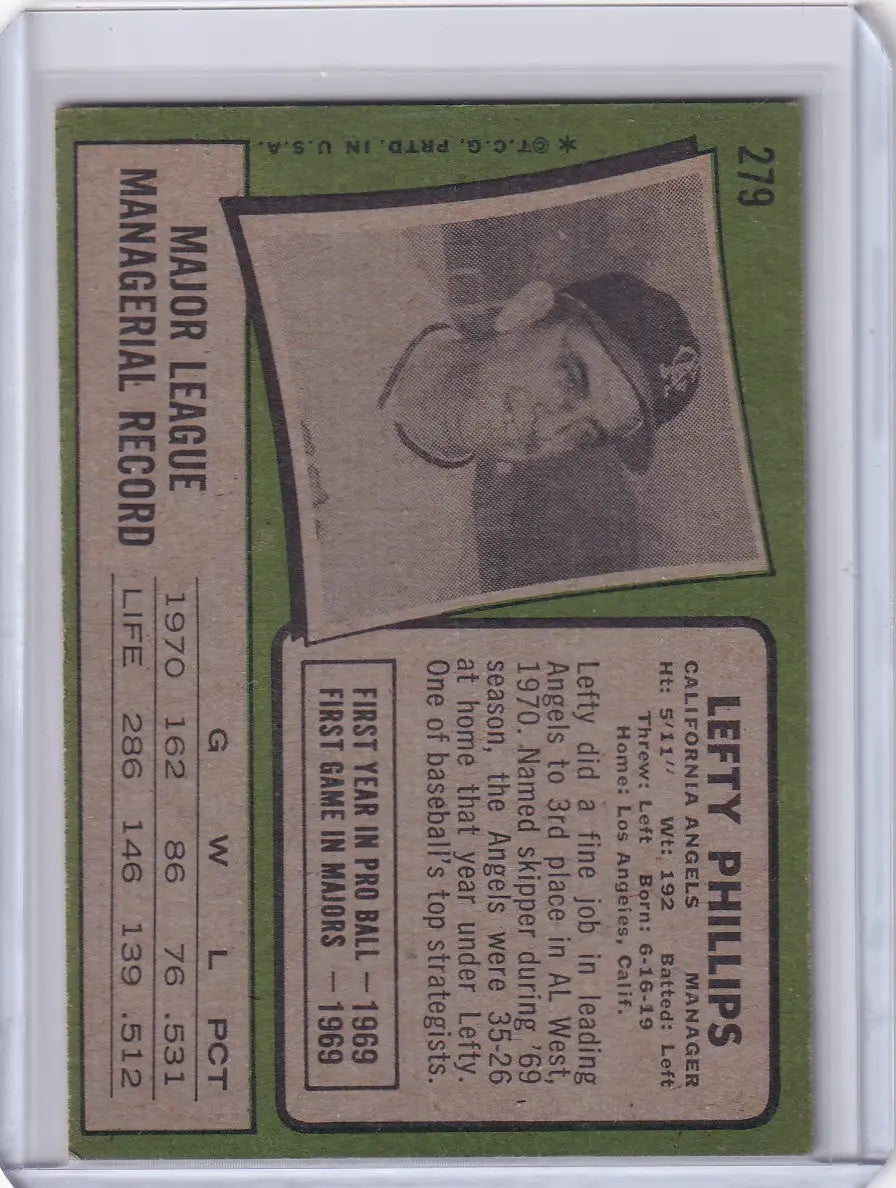 279
LEFTY PHILLIPS
CALIFORNIA ANGELS MANAGER
Ht: 5/11" Wt: 192 Batted: Left
Threw: Left Born: 6-16-19
Home: Los Angeles, Calif.
Lefty did a fine job in leading
Angels to 3rd place in AL West,
1970. Named skipper during '69
season, the Angels were 35-26
at home that year under Lefty.
One of baseball's top strategists.
FIRST YEAR IN PRO BALL — 1969
FIRST GAME IN MAJORS — 1969
MAJOR LEAGUE
MANAGERIAL RECORD
G W L PCT
1970 162 86 76 .531
LIFE 286 146 139 .512
* © T.C.G. PRTD. IN U.S.A.